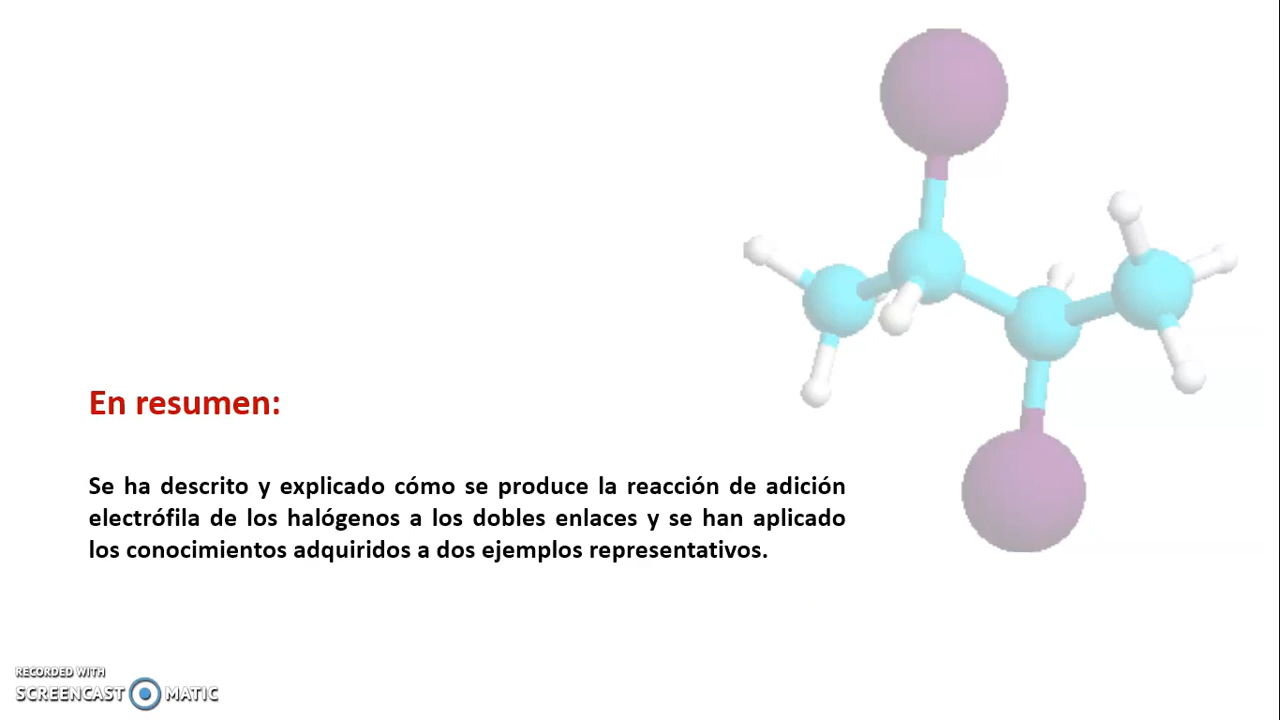 En resumen:
Se ha descrito y explicado cómo se produce la reacción de adición
electrófila de los halógenos a los dobles enlaces y se han aplicado
los conocimientos adquiridos a dos ejemplos representativos.
RECORDED WITH
SCREENCAST MATIC